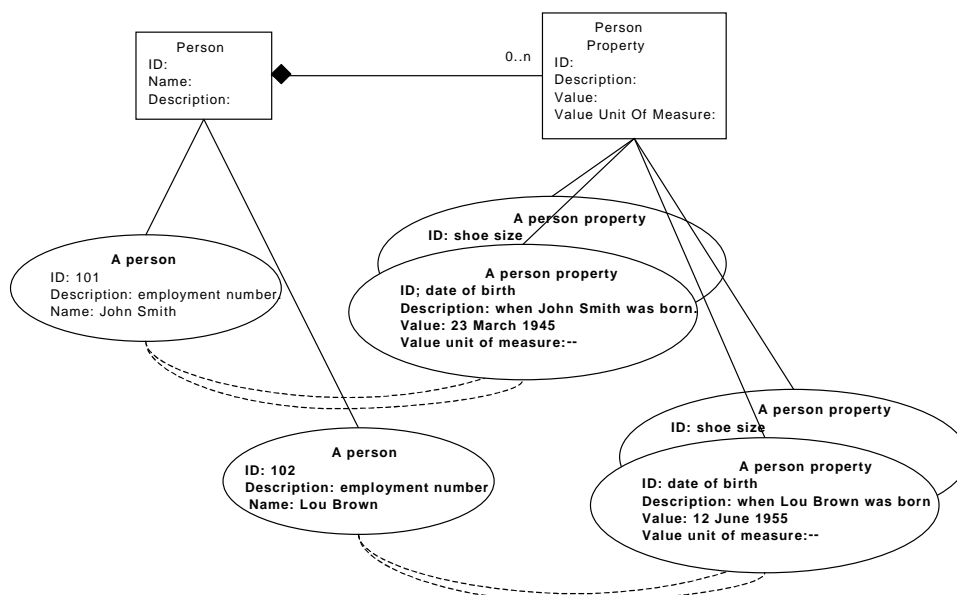 Person
ID:
Name:
Description:
0..n
Person
Property
ID:
Description:
Value:
Value Unit Of Measure:
A person property
ID: shoe size
A person
ID: 101
Description: employment number
Name: John Smith
A person property
ID; date of birth
Description: when John Smith was born.
Value: 23 March 1945
Value unit of measure:--
A person property
ID: shoe size
A person
ID: 102
Description: employment number
Name: Lou Brown
A person property
ID: date of birth
Description: when Lou Brown was born
Value: 12 June 1955
Value unit of measure:--